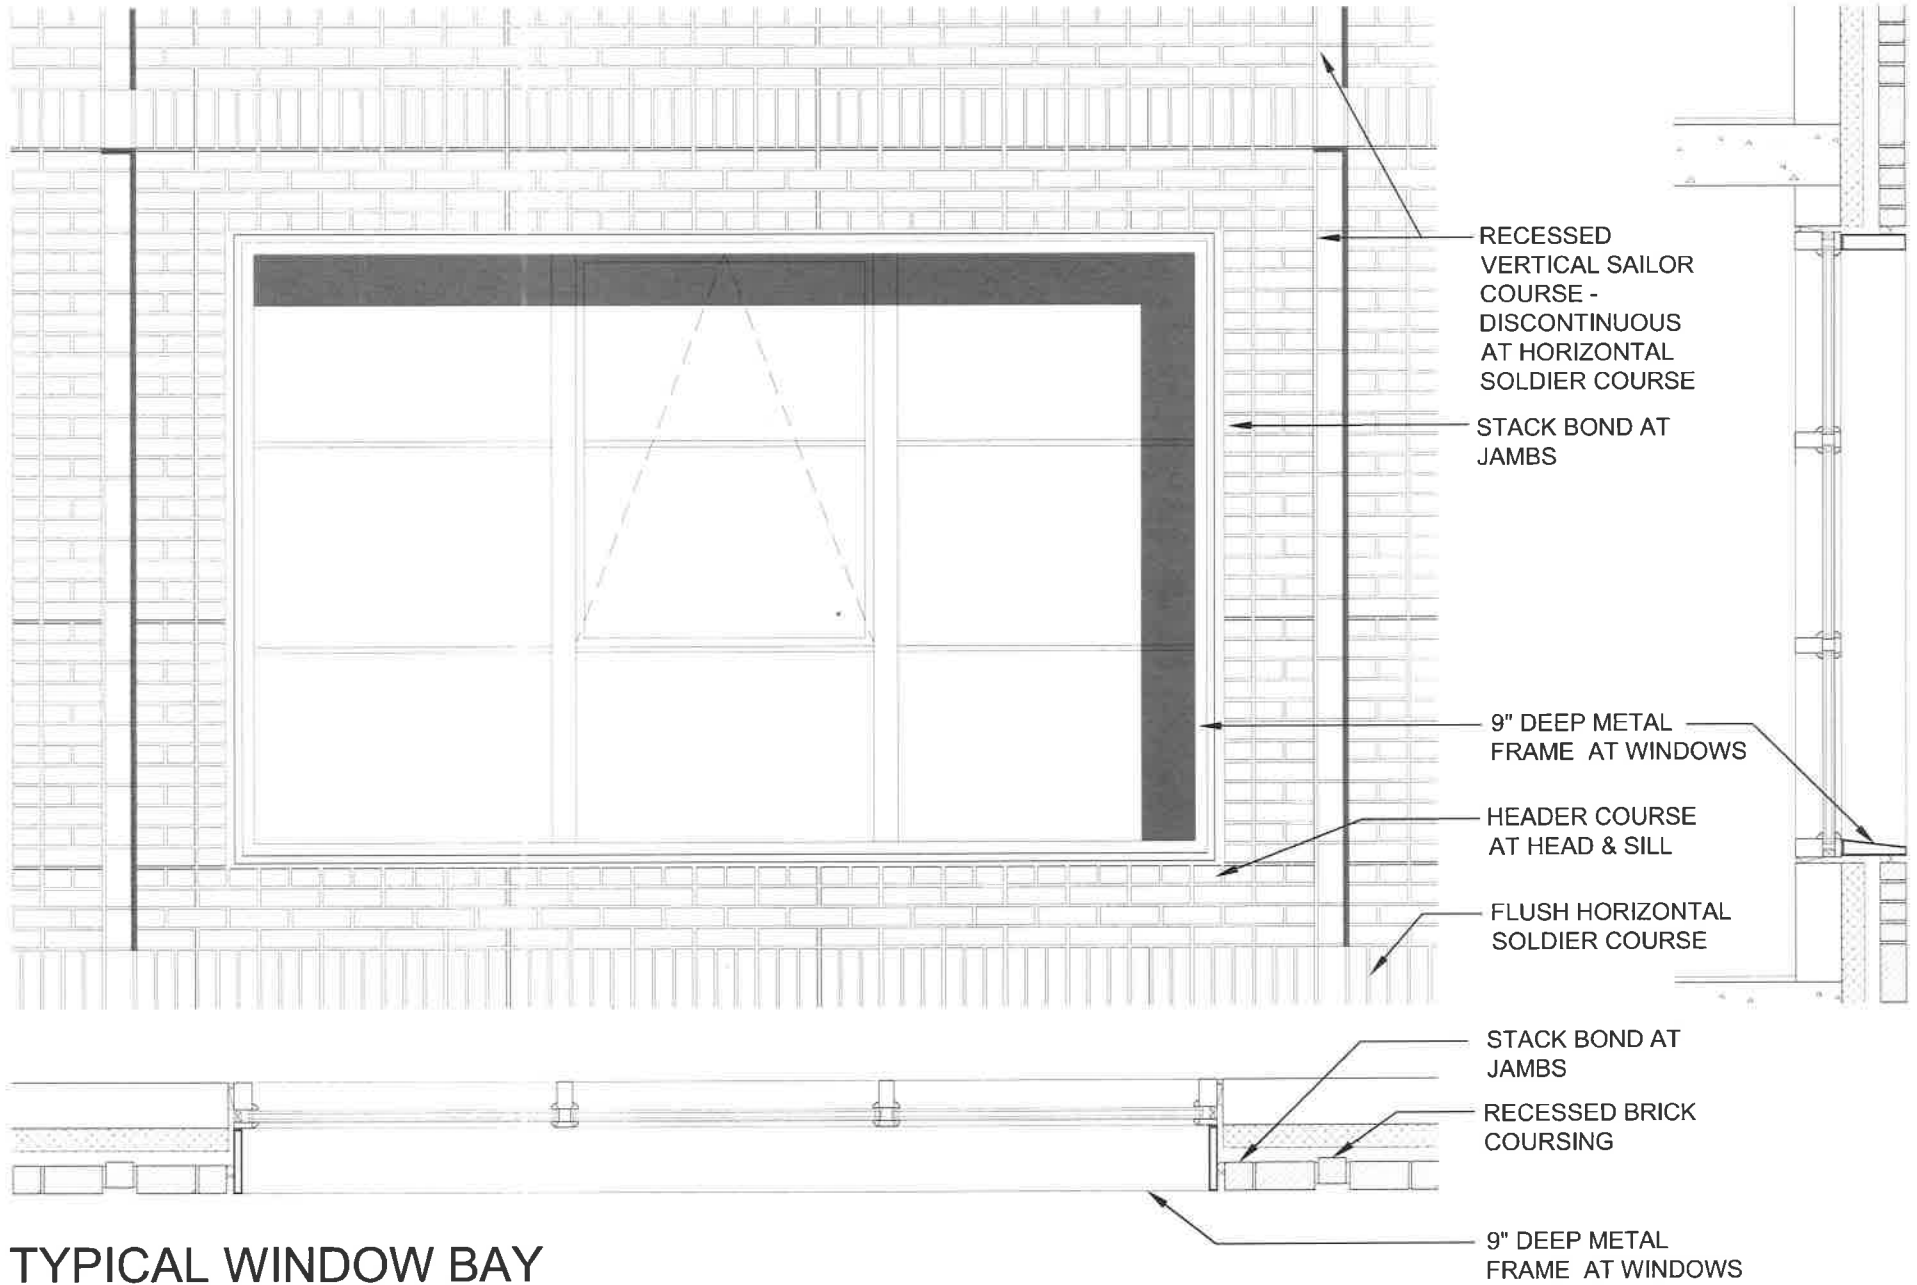 RECESSED
VERTICAL SAILOR
COURSE -
DISCONTINUOUS
AT HORIZONTAL
SOLDIER COURSE
STACK BOND AT
JAMBS
9" DEEP METAL
FRAME AT WINDOWS
HEADER COURSE
AT HEAD & SILL
FLUSH HORIZONTAL
SOLDIER COURSE
STACK BOND AT
JAMBS
RECESSED BRICK
COURSING
9" DEEP METAL
FRAME AT WINDOWS
TYPICAL WINDOW BAY